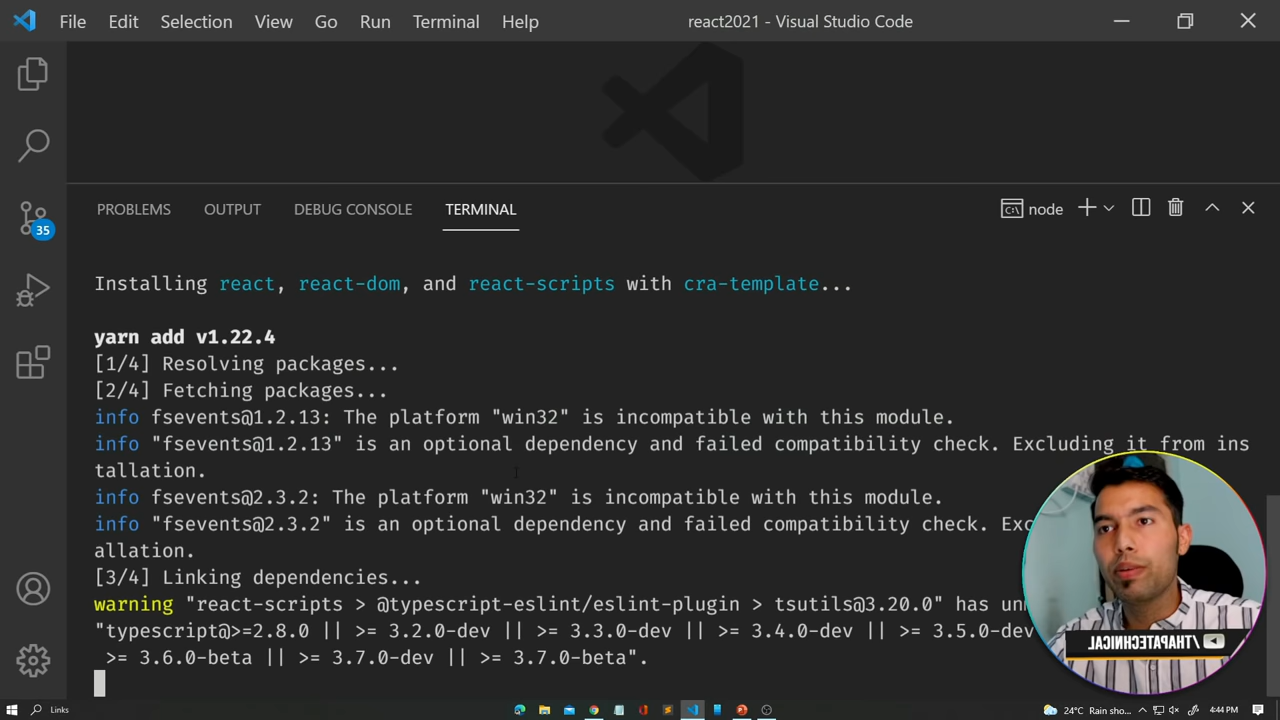 File Edit Selection View Go Run Terminal Help react2021 - Visual Studio Code
35
PROBLEMS OUTPUT DEBUG CONSOLE TERMINAL node
Installing react, react-dom, and react-scripts with cra-template...
yarn add v1.22.4
[1/4] Resolving packages...
[2/4] Fetching packages...
info fsevents@1.2.13: The platform "win32" is incompatible with this module.
info "fsevents@1.2.13" is an optional dependency and failed compatibility check. Excluding it from ins
tallation.
info fsevents@2.3.2: The platform "win32" is incompatible with this module.
info "fsevents@2.3.2" is an optional dependency and failed compatibility check. Exc
allation.
[3/4] Linking dependencies...
warning "react-scripts > @typescript-eslint/eslint-plugin > tsutils@3.20.0" has unm
"typescript@>=2.8.0 || >= 3.2.0-dev || >= 3.3.0-dev || >= 3.4.0-dev || >= 3.5.0-dev
>= 3.6.0-beta || >= 3.7.0-dev || >= 3.7.0-beta".
/THAPATECHNICAL
Links 24°C Rain sho... 4:44 PM